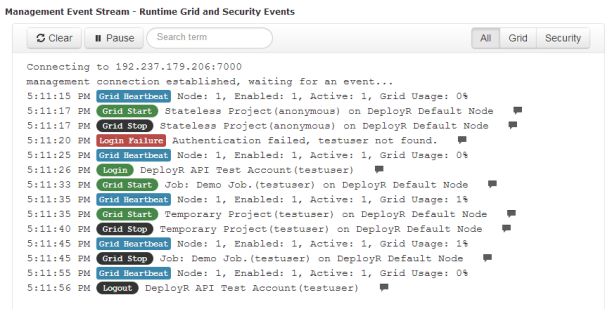 Management Event Stream - Runtime Grid and Security Events
Clear Pause Search term All Grid Security
Connecting to 192.237.179.206:7000
management connection established, waiting for an event...
5:11:15 PM Grid Heartbeat Node: 1, Enabled: 1, Active: 1, Grid Usage: 0%
5:11:17 PM Grid Start Stateless Project(anonymous) on DeployR Default Node
5:11:17 PM Grid Stop Stateless Project(anonymous) on DeployR Default Node
5:11:20 PM Login Failure Authentication failed, testuser not found.
5:11:25 PM Grid Heartbeat Node: 1, Enabled: 1, Active: 1, Grid Usage: 0%
5:11:26 PM Login DeployR API Test Account(testuser)
5:11:33 PM Grid Start Job: Demo Job.(testuser) on DeployR Default Node
5:11:35 PM Grid Heartbeat Node: 1, Enabled: 1, Active: 1, Grid Usage: 1%
5:11:35 PM Grid Start Temporary Project(testuser) on DeployR Default Node
5:11:40 PM Grid Stop Temporary Project(testuser) on DeployR Default Node
5:11:45 PM Grid Heartbeat Node: 1, Enabled: 1, Active: 1, Grid Usage: 1%
5:11:45 PM Grid Stop Job: Demo Job.(testuser) on DeployR Default Node
5:11:55 PM Grid Heartbeat Node: 1, Enabled: 1, Active: 1, Grid Usage: 0%
5:11:56 PM Logout DeployR API Test Account(testuser)